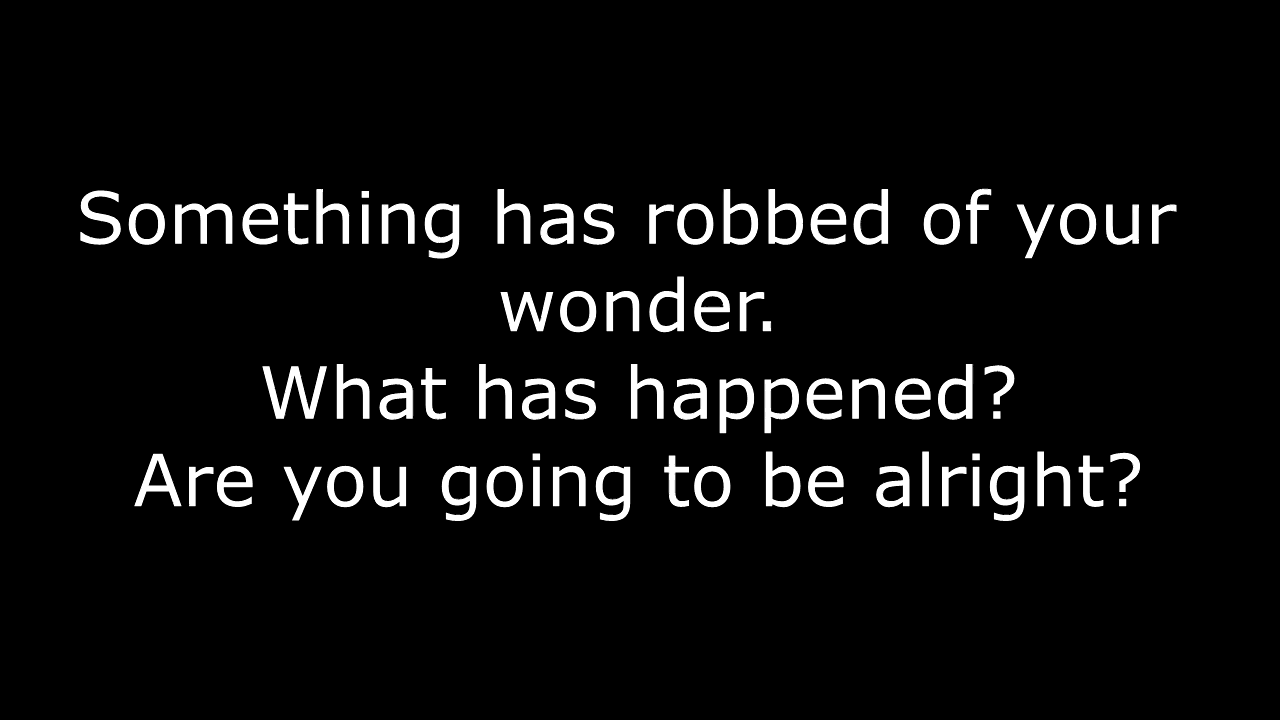 Something has robbed of your
wonder.
What has happened?
Are you going to be alright?